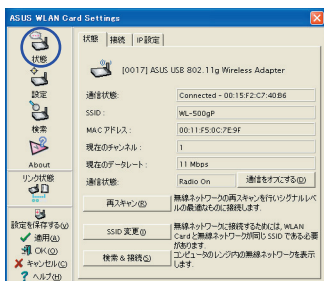 ASUS WLAN Card Settings
状態
設定
検索
About
リンク状態
設定を保存する(V)
適用(A)
OK(O)
キャンセル(C)
ヘルプ(H)
状態 接続 IP設定
[0017] ASUS USB 802.11g Wireless Adapter
通信状態: Connected - 00:15:F2:C7:40:B6
SSID : WL-500gP
MACアドレス: 00:11:F5:0C:7E:9F
現在のチャンネル: 1
現在のデータレート: 11 Mbps
通信状態: Radio On 通信をオフにする(D)
再スキャン(R) 無線ネットワークの再スキャンを行いシグナルレベルの最適なものに接続します.
SSID 変更(I) 無線ネットワークに接続するためには, WLAN Cardと無線ネットワークが同じ SSID である必要があります.
検索 & 接続(S) コンピュータのレンジ内の無線ネットワークを表示します.